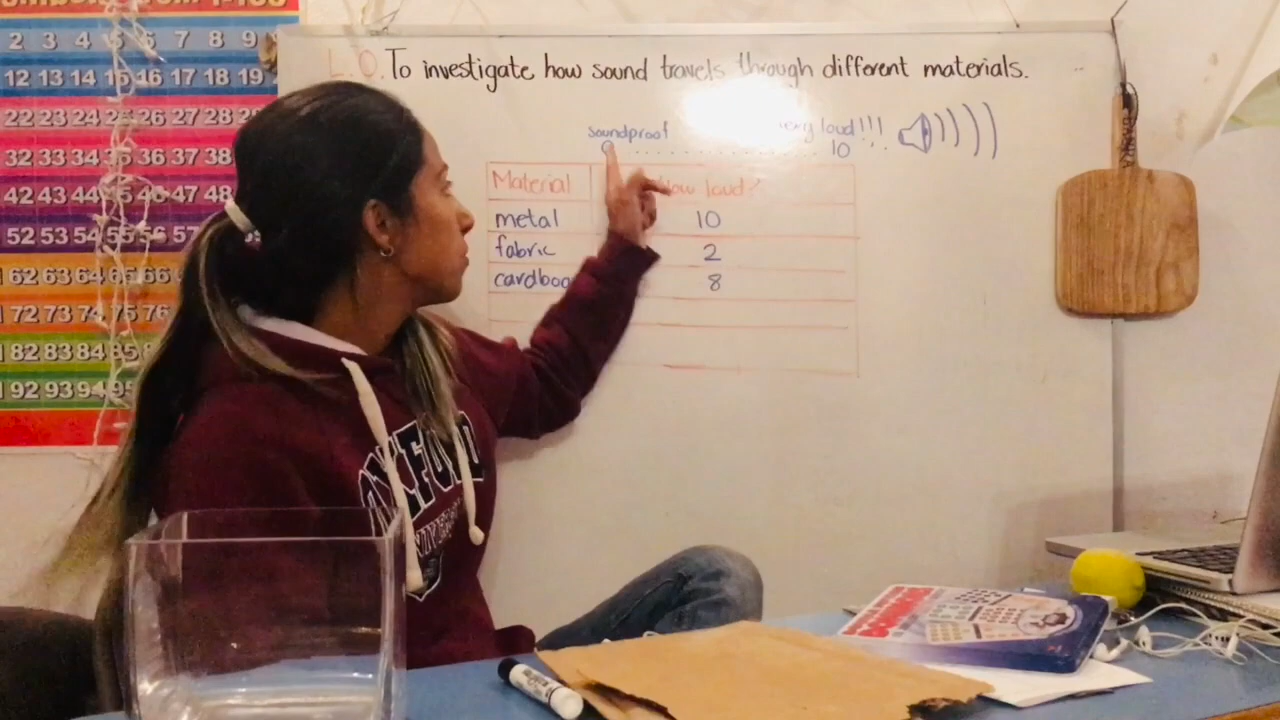 L.O. To investigate how sound travels through different materials.
soundproof
loud!!!
0 10
Material How loud?
metal 10
fabric 2
8
2 3 4 5 6 7 8 9
12 13 14 15 16 17 18 19
22 23 24 25 26 27 28
32 33 34 35 36 37 38
42 43 44 45 46 47 48
52 53 54 55 56 57
62 63 64 65 66
72 73 74 75 76
82 83 84 85
92 93 94 95
OXFORD